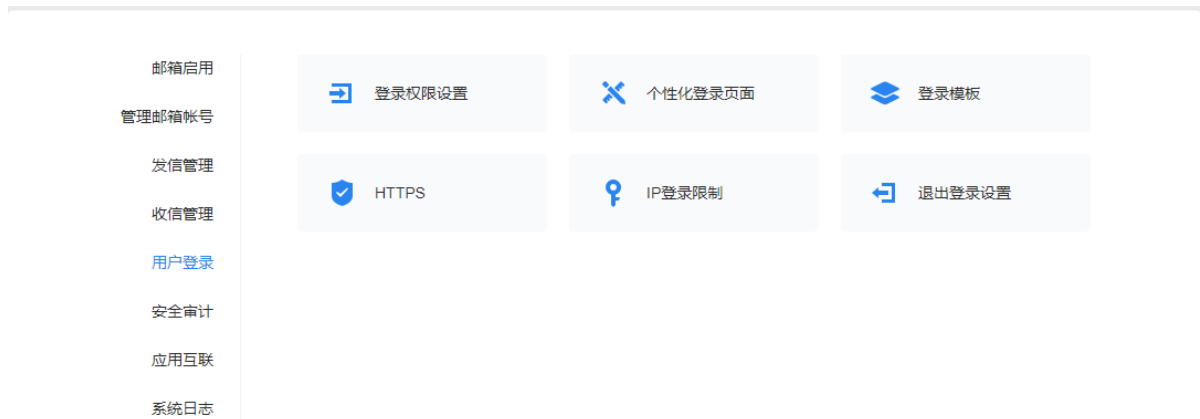 邮箱启用
管理邮箱帐号
发信管理
收信管理
用户登录
安全审计
应用互联
系统日志
登录权限设置
个性化登录页面
登录模板
HTTPS
IP登录限制
退出登录设置